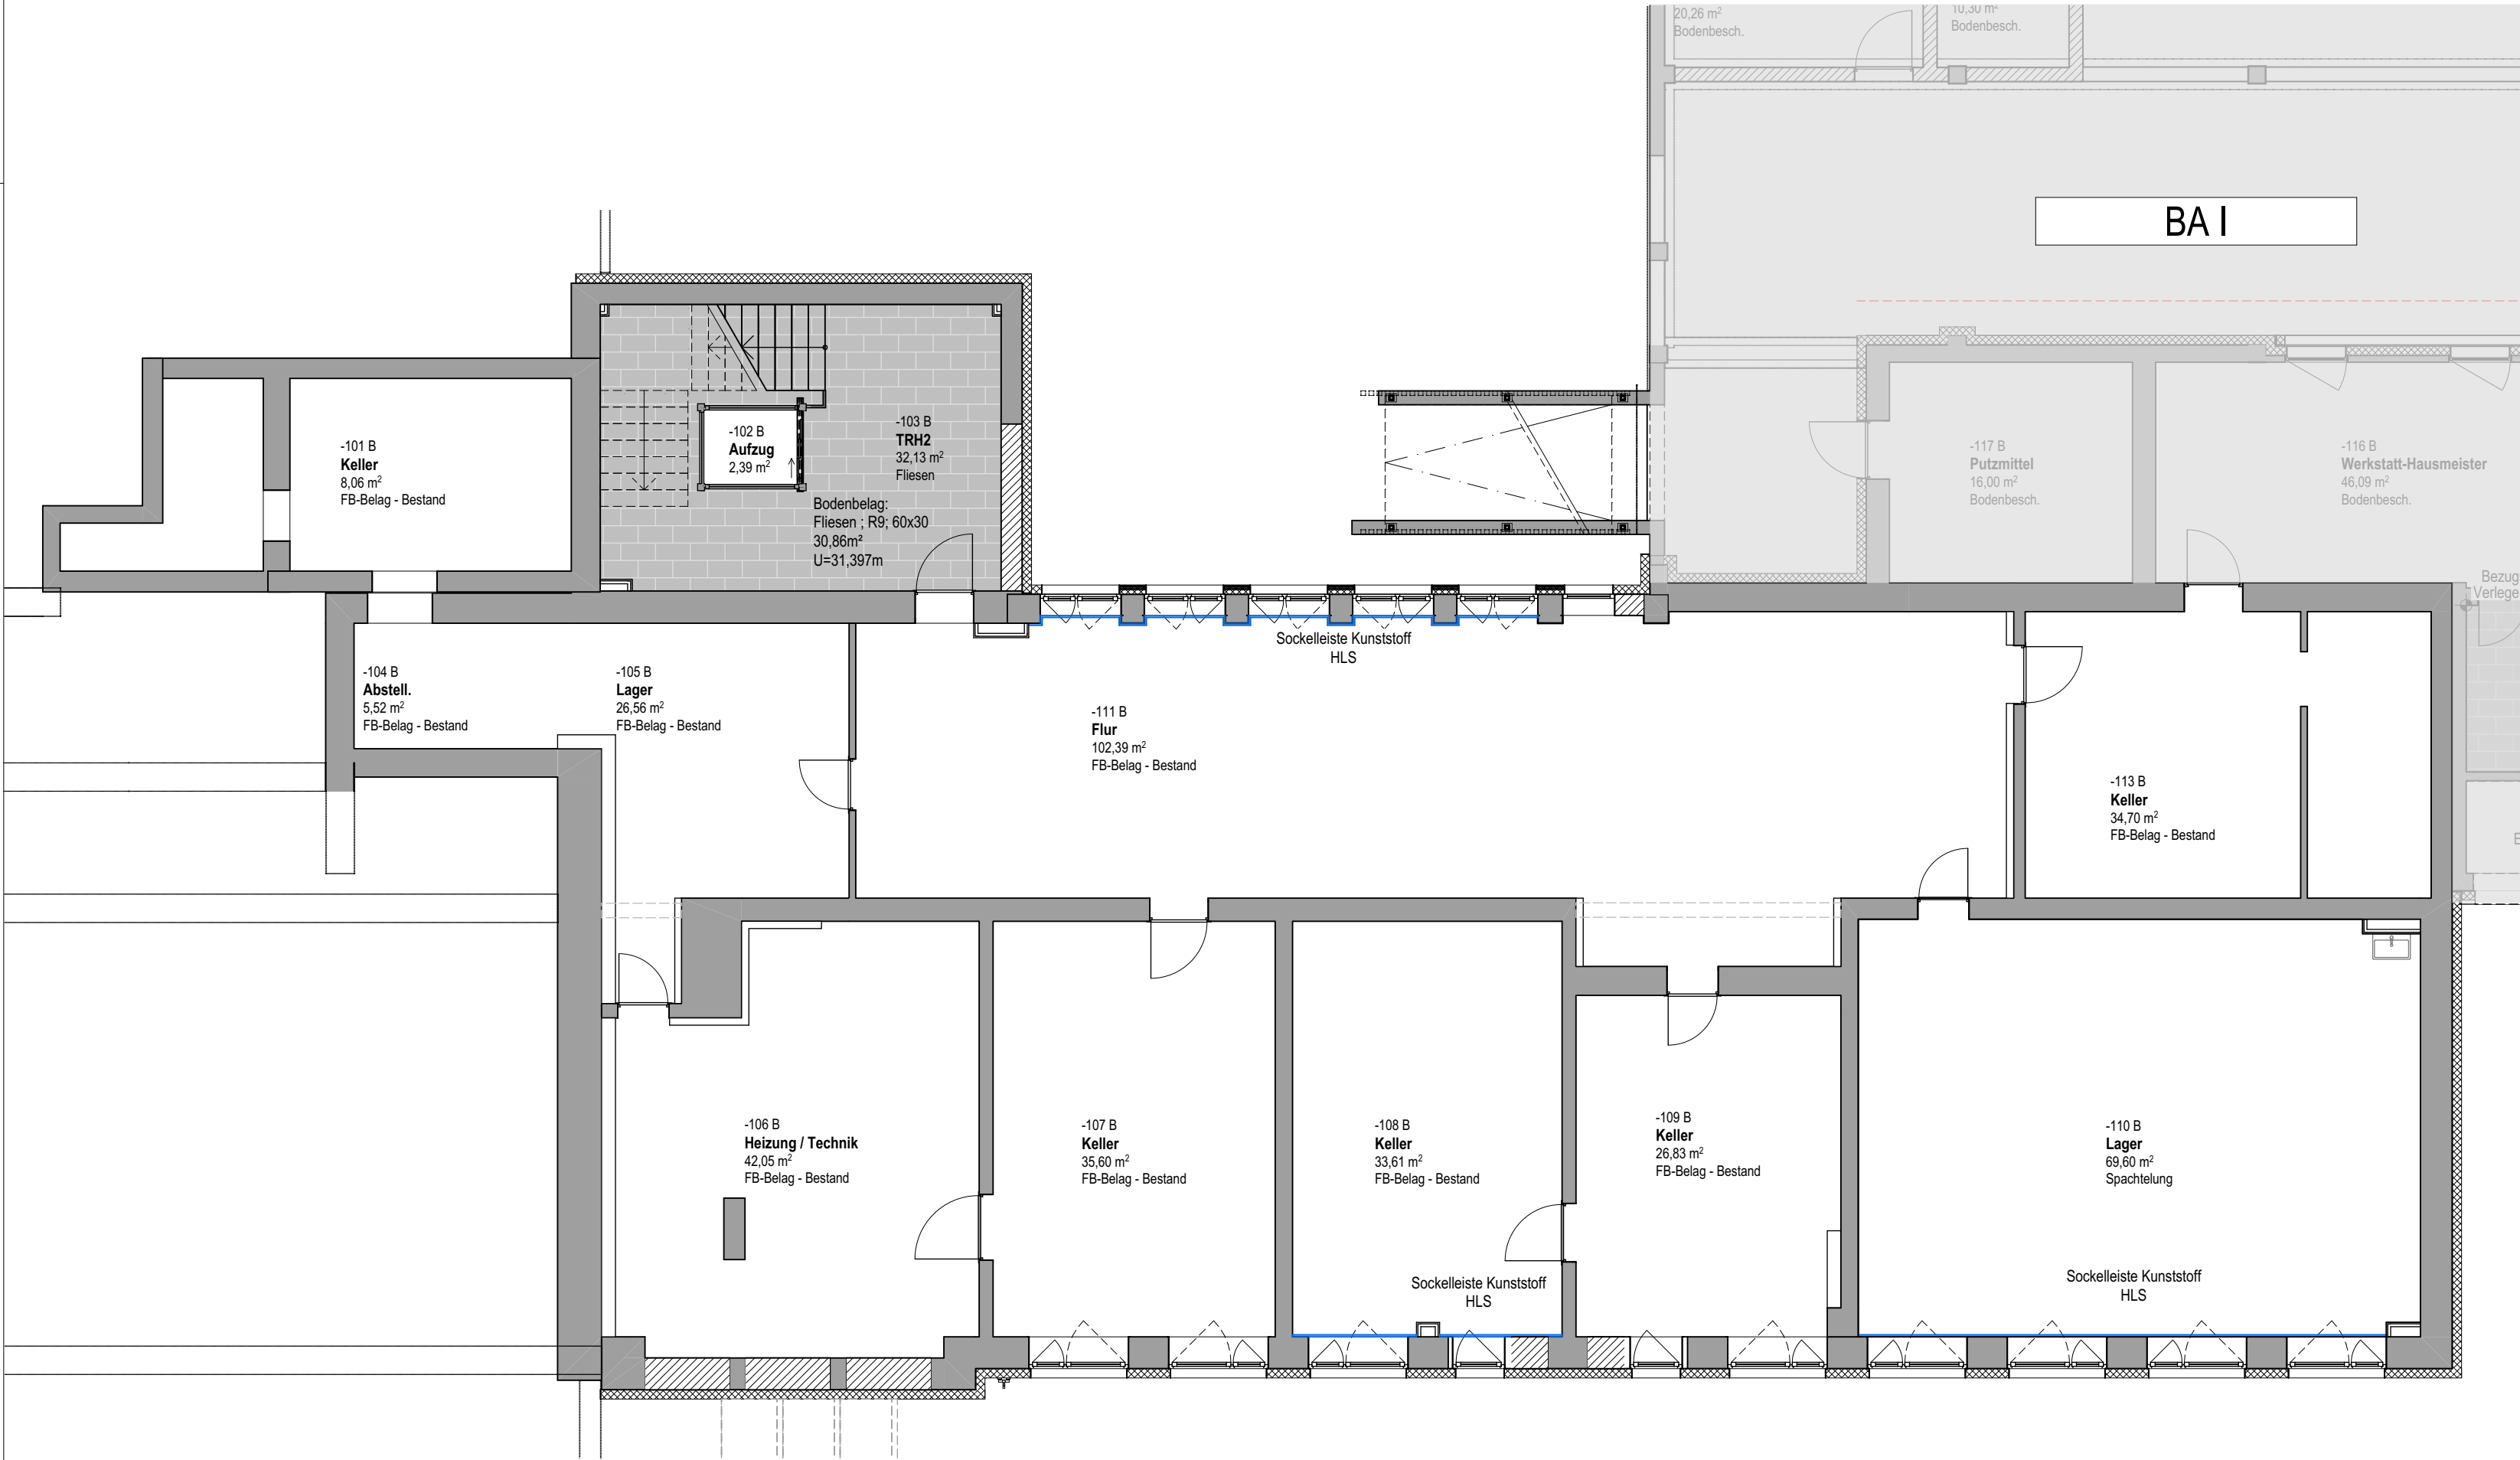 20,26 m²
Bodenbesch.
10,30 m²
Bodenbesch.
BA I
-101 B
Keller
8,06 m²
FB-Belag - Bestand
-102 B
Aufzug
2,39 m²
-103 B
TRH2
32,13 m²
Fliesen
Bodenbelag:
Fliesen ; R9; 60x30
30,86m²
U=31,397m
-117 B
Putzmittel
16,00 m²
Bodenbesch.
-116 B
Werkstatt-Hausmeister
46,09 m²
Bodenbesch.
Bezug
Verlege
Sockelleiste Kunststoff
HLS
-104 B
Abstell.
5,52 m²
FB-Belag - Bestand
-105 B
Lager
26,56 m²
FB-Belag - Bestand
-111 B
Flur
102,39 m²
FB-Belag - Bestand
-113 B
Keller
34,70 m²
FB-Belag - Bestand
-106 B
Heizung / Technik
42,05 m²
FB-Belag - Bestand
-107 B
Keller
35,60 m²
FB-Belag - Bestand
-108 B
Keller
33,61 m²
FB-Belag - Bestand
-109 B
Keller
26,83 m²
FB-Belag - Bestand
-110 B
Lager
69,60 m²
Spachtelung
Sockelleiste Kunststoff
HLS
Sockelleiste Kunststoff
HLS